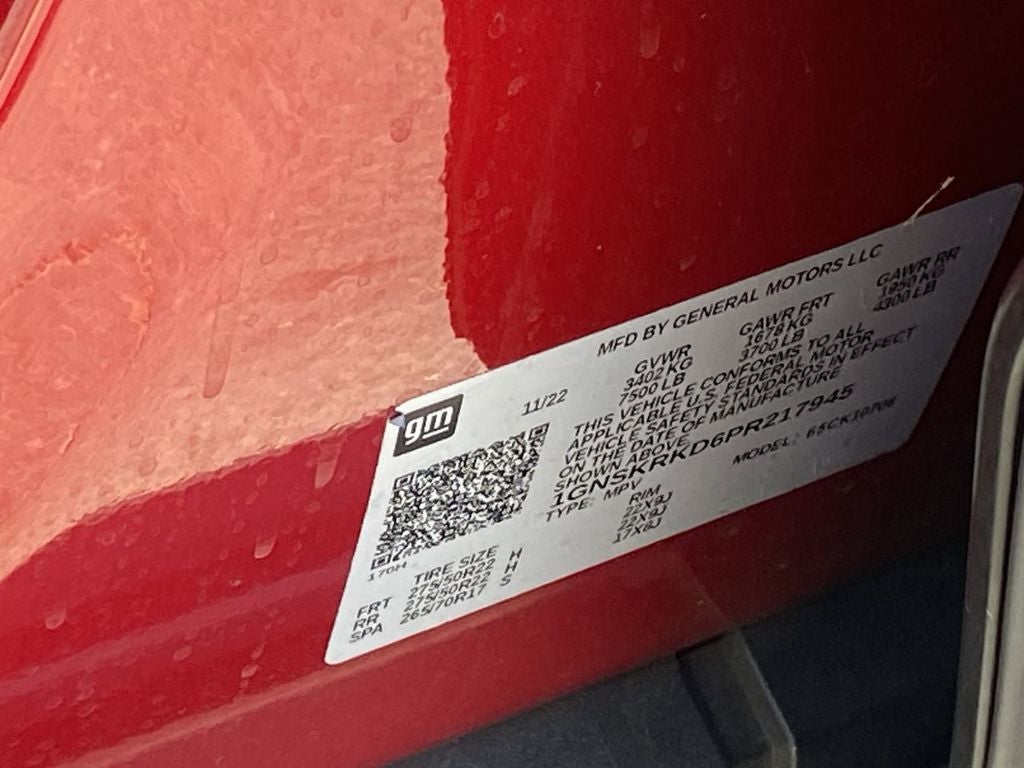 MFD BY GENERAL MOTORS LLC
gm
11/22
GVWR GAWR FRT GAWR RR
3402 KG 1678 KG 1950 KG
7500 LB 3700 LB 4300 LB
THIS VEHICLE CONFORMS TO ALL
APPLICABLE U.S. FEDERAL MOTOR
VEHICLE SAFETY STANDARDS IN EFFECT
ON THE DATE OF MANUFACTURE
SHOWN ABOVE.
1GNSKRKD6PR217945
TYPE: MPV MODEL: 65CK10706
170H
TIRE SIZE RIM
FRT 275/50R22 H 22X9J
RR 275/50R22 H 22X9J
SPA 265/70R17 S 17X8J